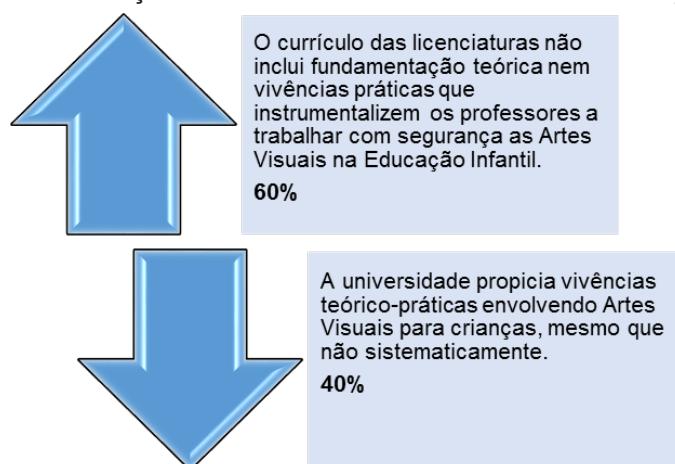 O currículo das licenciaturas não
inclui fundamentação teórica nem
vivências práticas que
instrumentalizem os professores a
trabalhar com segurança as Artes
Visuais na Educação Infantil.
60%
A universidade propicia vivências
teórico-práticas envolvendo Artes
Visuais para crianças, mesmo que
não sistematicamente.
40%